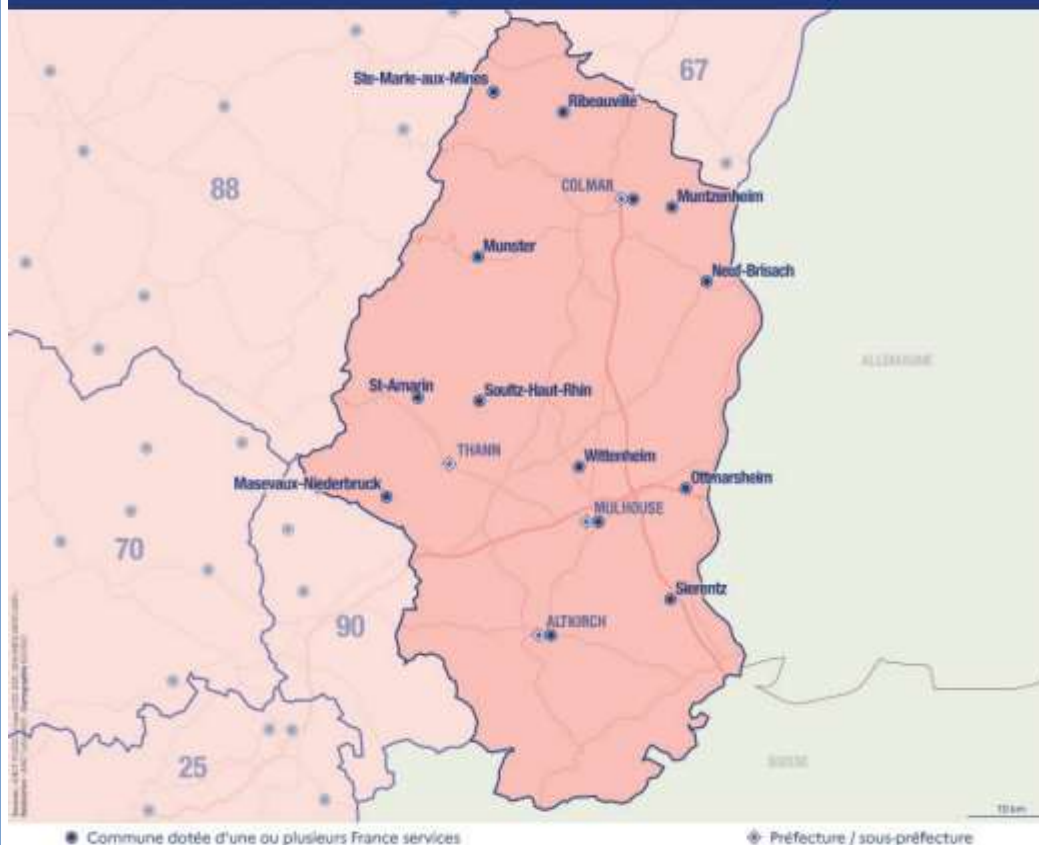 67
Ste-Marie-aux-Mines
Ribeauvillé
88
COLMAR
Muntzenheim
Munster
Neuf-Brisach
ALLEMAGNE
St-Amarin
Soultz-Haut-Rhin
THANN
Wittenheim
Masevaux-Niederbruck
Ottmarsheim
MULHOUSE
70
Sierentz
90
ALTKIRCH
SUISSE
25
10 km
Commune dotée d'une ou plusieurs France services
Préfecture / sous-préfecture